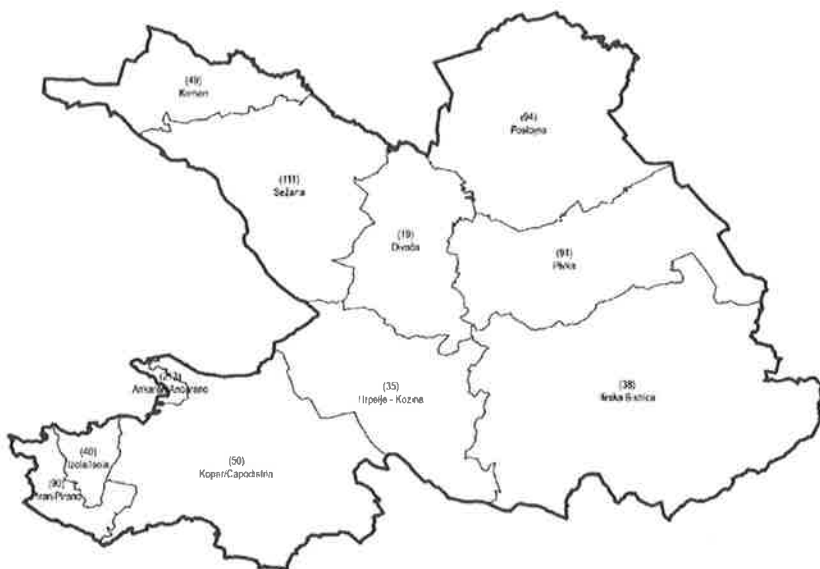 (49)
Komen
(94)
Postojna
(111)
Sežana
(19)
Divača
(91)
Pivka
(35)
Hrpelje - Kozina
(38)
Ilirska Bistrica
Ankaran/Ancarano
(40)
Izola/Isola
(50)
Koper/Capodistria
(90)
Piran/Pirano